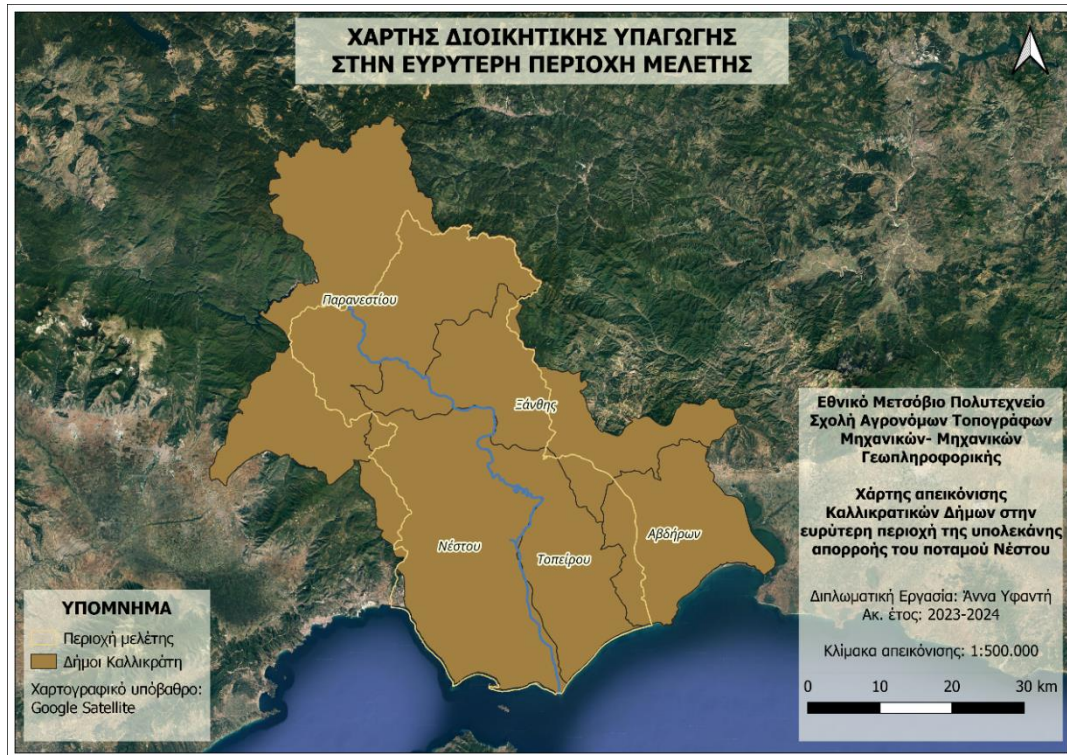 ΧΑΡΤΗΣ ΔΙΟΙΚΗΤΙΚΗΣ ΥΠΑΓΩΓΗΣ
ΣΤΗΝ ΕΥΡΥΤΕΡΗ ΠΕΡΙΟΧΗ ΜΕΛΕΤΗΣ
Παρανεστίου
Ξάνθης
Νέστου
Τοπείρου
Αβδήρων
ΥΠΟΜΝΗΜΑ
Περιοχή μελέτης
Δήμοι Καλλικράτη
Χαρτογραφικό υπόβαθρο:
Google Satellite
Εθνικό Μετσόβιο Πολυτεχνείο
Σχολή Αγρονόμων Τοπογράφων
Μηχανικών- Μηχανικών
Γεωπληροφορικής
Χάρτης απεικόνισης
Καλλικρατικών Δήμων στην
ευρύτερη περιοχή της υπολεκάνης
απορροής του ποταμού Νέστου
Διπλωματική Εργασία: Άννα Υφαντή
Ακ. έτος: 2023-2024
Κλίμακα απεικόνισης: 1:500.000
0 10 20 30 km